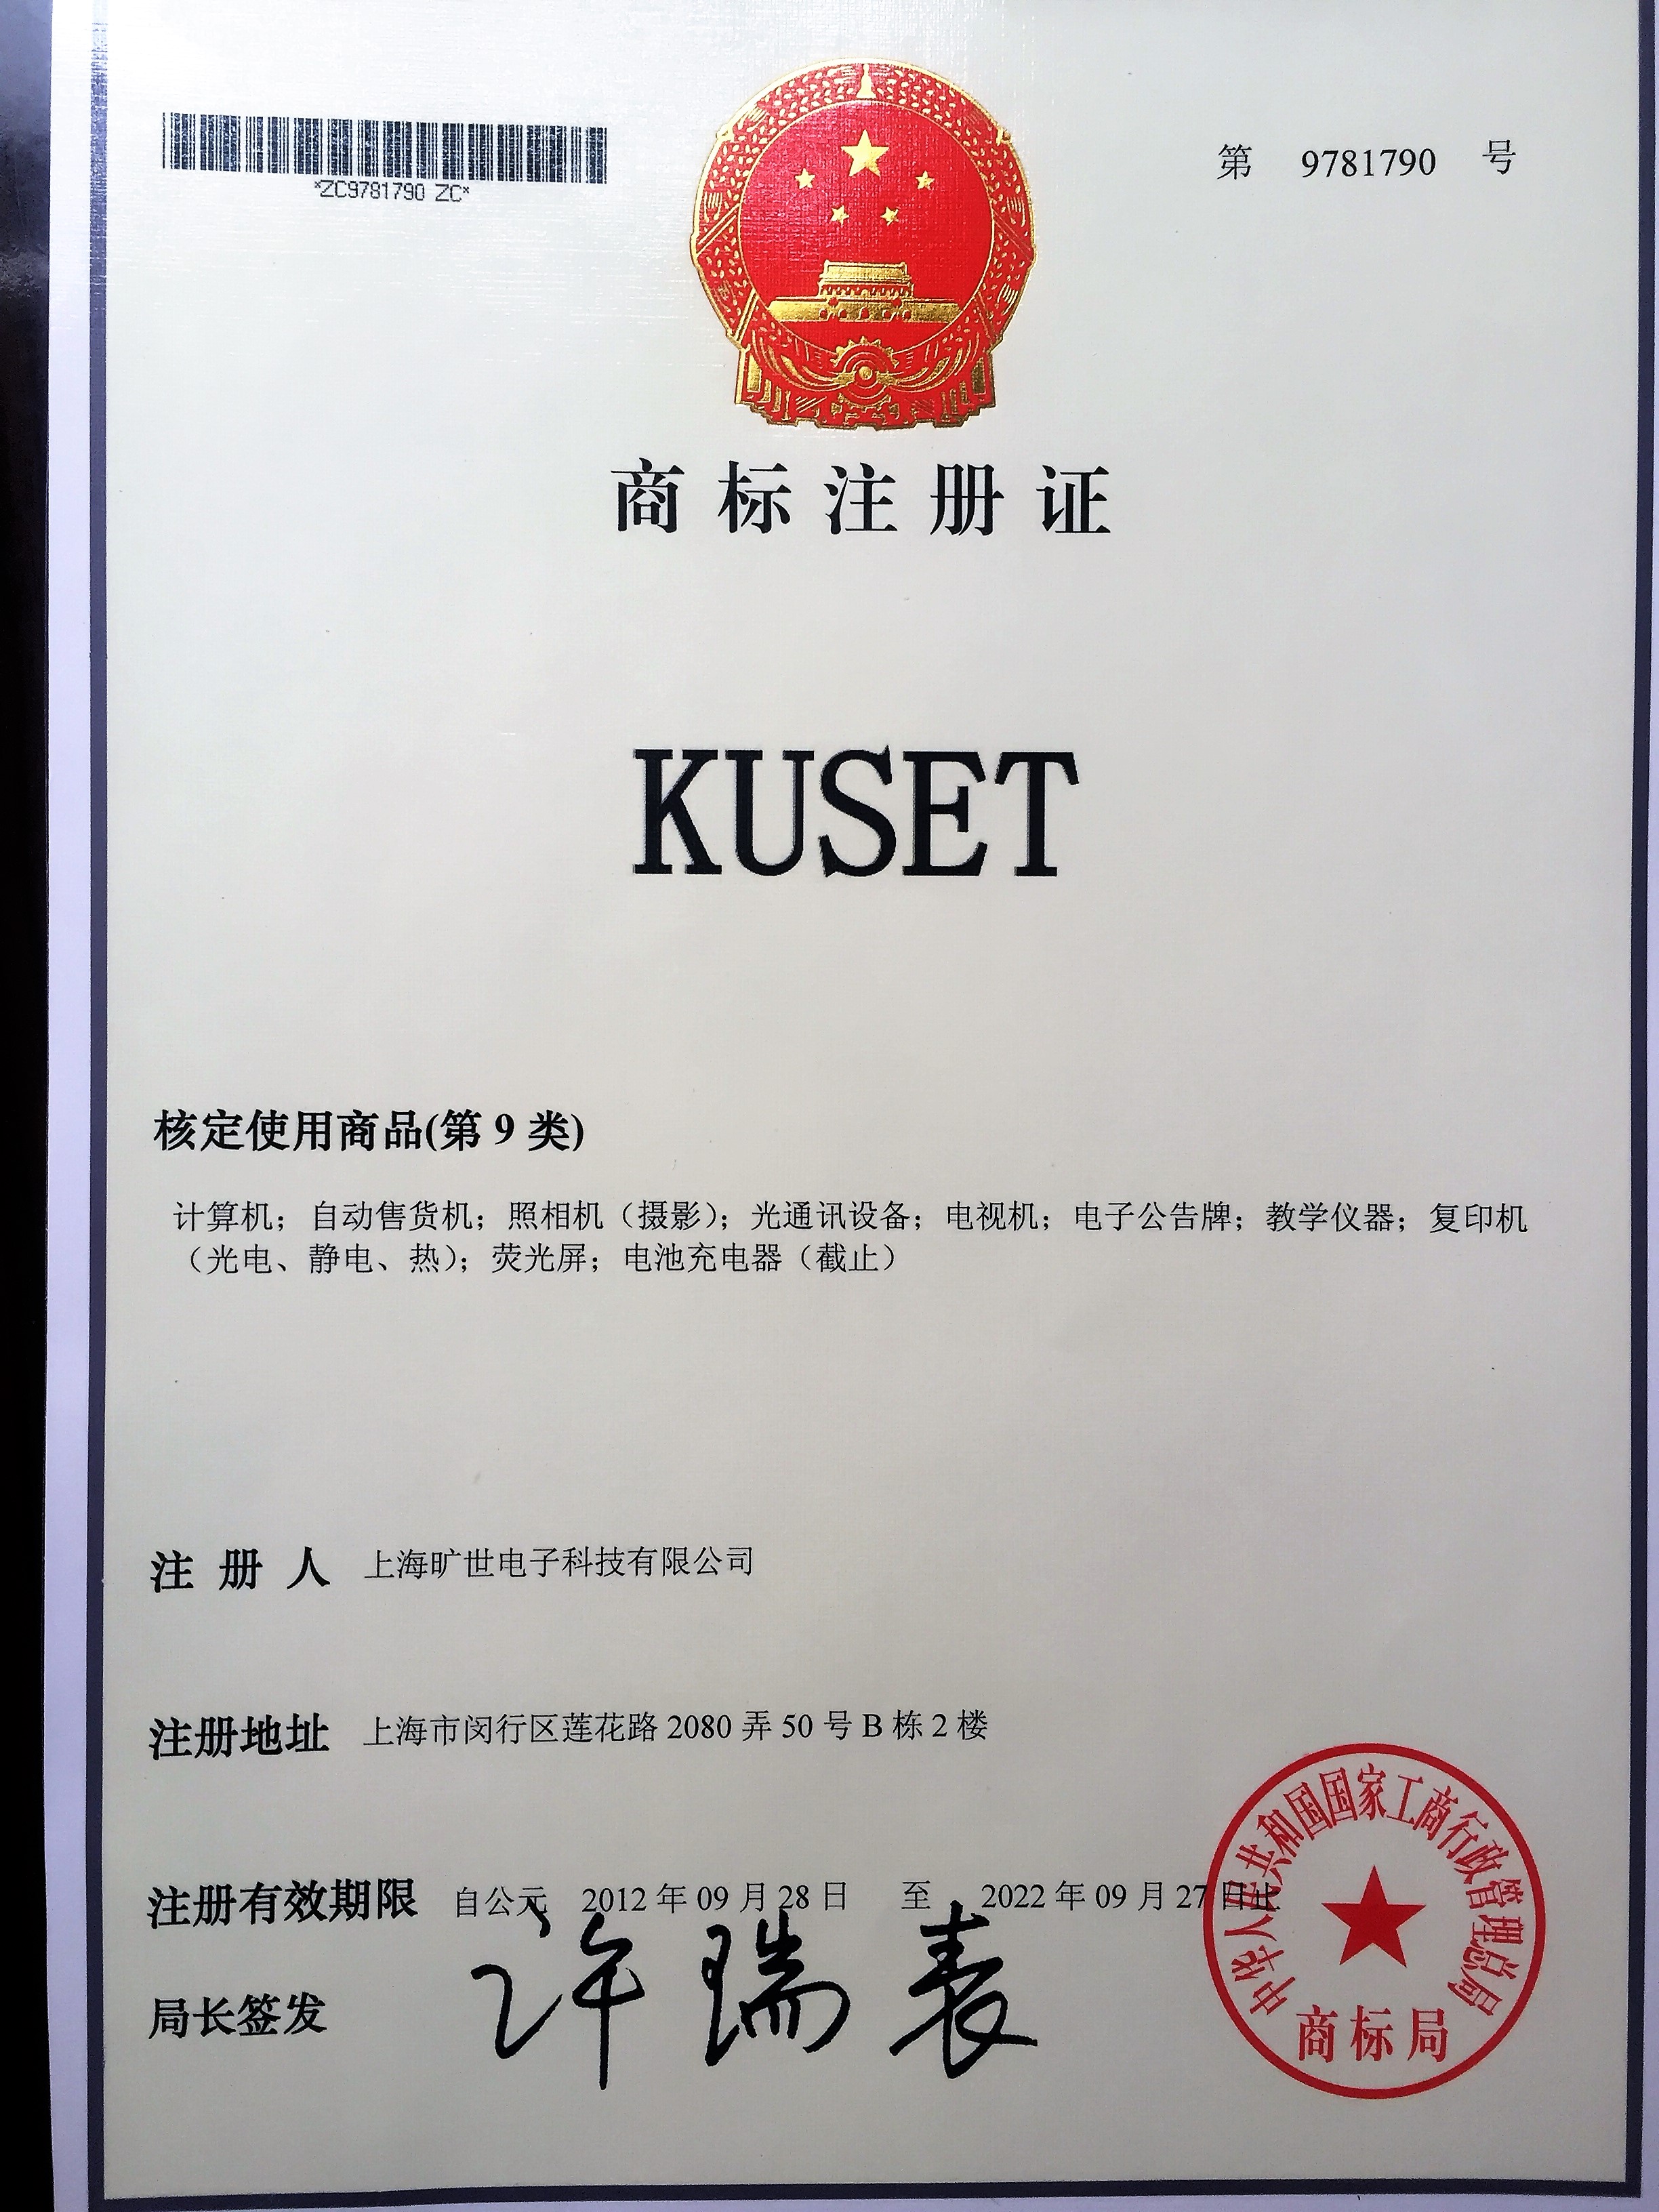 *ZC9781790 ZC*
第 9781790 号
商标注册证
KUSET
核定使用商品(第 9 类)
计算机；自动售货机；照相机（摄影）；光通讯设备；电视机；电子公告牌；教学仪器；复印机
（光电、静电、热）；荧光屏；电池充电器（截止）
注册人 上海旷世电子科技有限公司
注册地址 上海市闵行区莲花路 2080 弄 50 号 B 栋 2 楼
注册有效期限 自公元 2012 年 09 月 28 日 至 2022 年 09 月 27 日止
局长签发 许瑞表
中华人民共和国国家工商行政管理总局
商标局